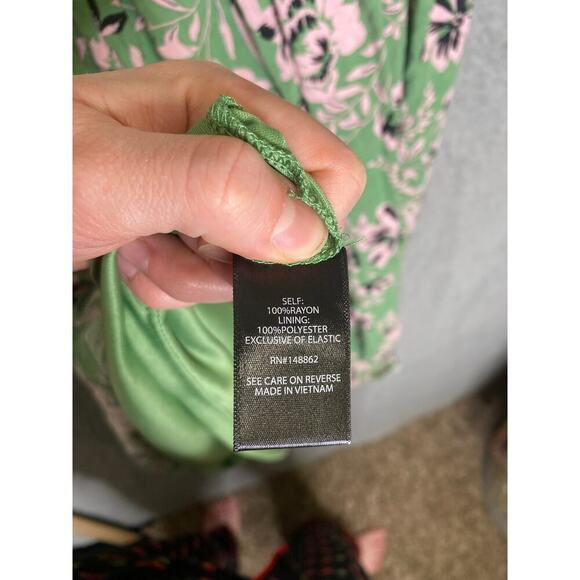 SELF:
100%RAYON
LINING:
100%POLYESTER
EXCLUSIVE OF ELASTIC
RN#148862
SEE CARE ON REVERSE
MADE IN VIETNAM